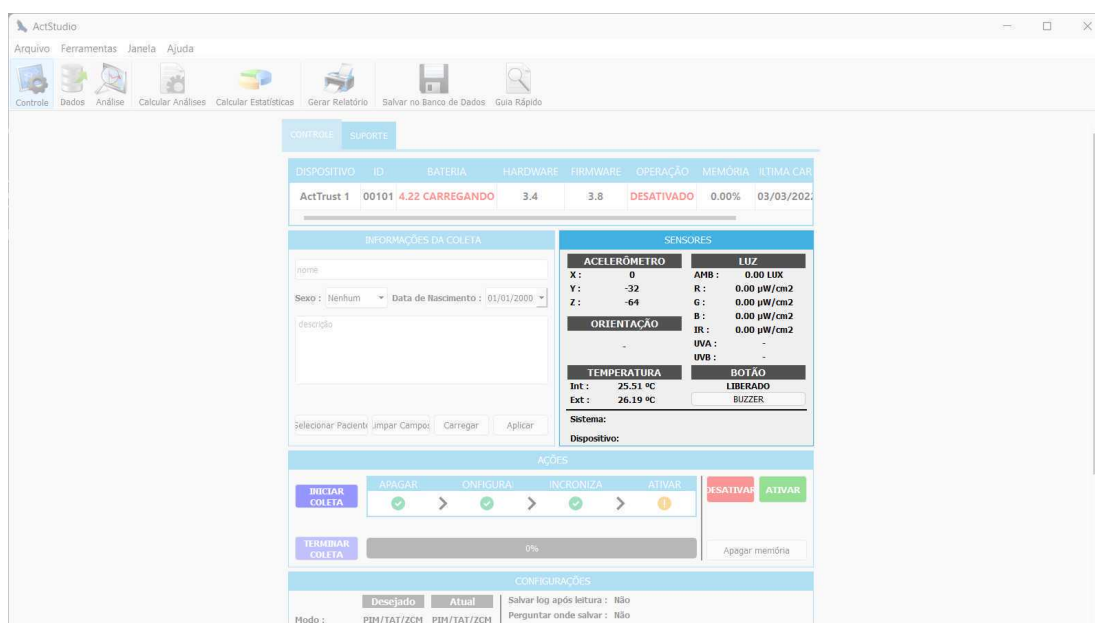 ActStudio
Arquivo Ferramentas Janela Ajuda
Controle Dados Análise Calcular Análises Calcular Estatísticas Gerar Relatório Salvar no Banco de Dados Guia Rápido
CONTROLE SUPORTE
DISPOSITIVO ID BATERIA HARDWARE FIRMWARE OPERAÇÃO MEMÓRIA ILTIMA CAR
ActTrust 1 00101 4.22 CARREGANDO 3.4 3.8 DESATIVADO 0.00% 03/03/202
INFORMAÇÕES DA COLETA
nome
Sexo : Nenhum Data de Nascimento : 01/01/2000
descrição
Selecionar Paciente impar Campos Carregar Aplicar
SENSORES
ACELERÔMETRO
X : 0
Y : -32
Z : -64
ORIENTAÇÃO
-
TEMPERATURA
Int : 25.51 ºC
Ext : 26.19 ºC
LUZ
AMB : 0.00 LUX
R : 0.00 µW/cm2
G : 0.00 µW/cm2
B : 0.00 µW/cm2
IR : 0.00 µW/cm2
UVA : -
UVB : -
BOTÃO
LIBERADO
BUZZER
Sistema:
Dispositivo:
AÇÕES
INICIAR
COLETA
APAGAR ONFIGURA INCRONIZA ATIVAR
DESATIVAR ATIVAR
TERMINAR
COLETA
0%
Apagar memória
CONFIGURAÇÕES
Desejado Atual
Modo : PIM/TAT/ZCM PIM/TAT/ZCM
Salvar log após leitura : Não
Perguntar onde salvar : Não